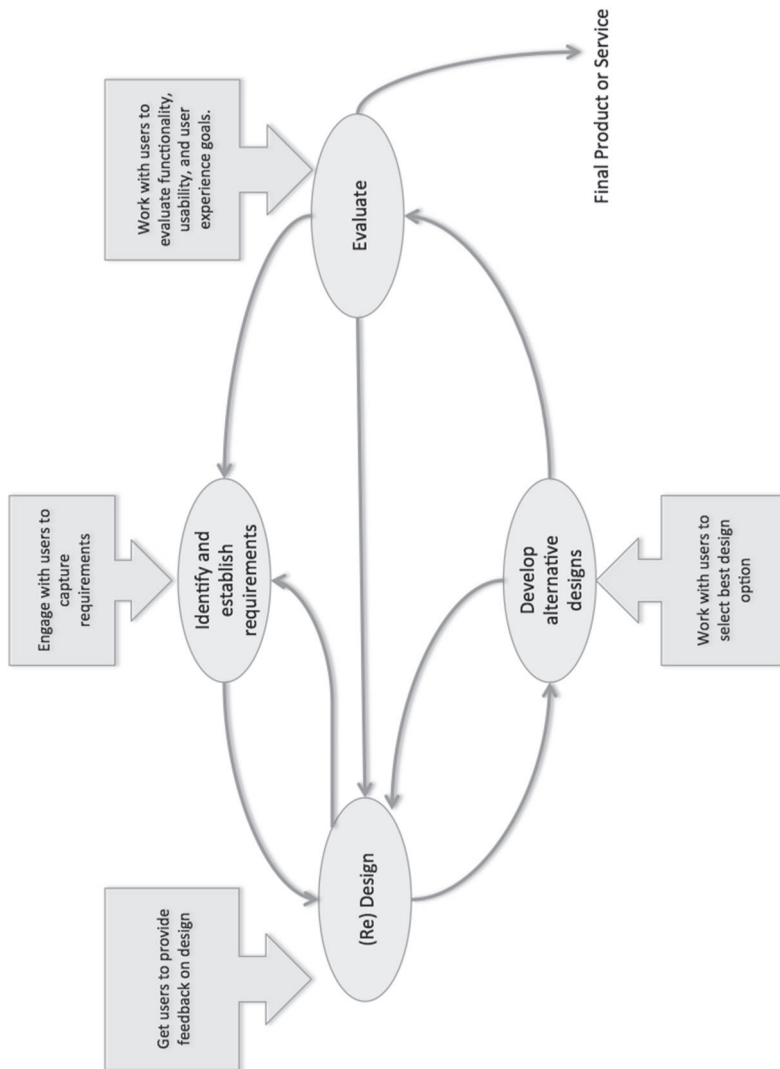 (Re) Design
Get users to provide
feedback on design
Work with users to
select best design
option
Develop
alternative
designs
Identify and
establish
requirements
Engage with users to
capture
requirements
Evaluate
Work with users to
evaluate functionality,
usability, and user
experience goals.
Final Product or Service